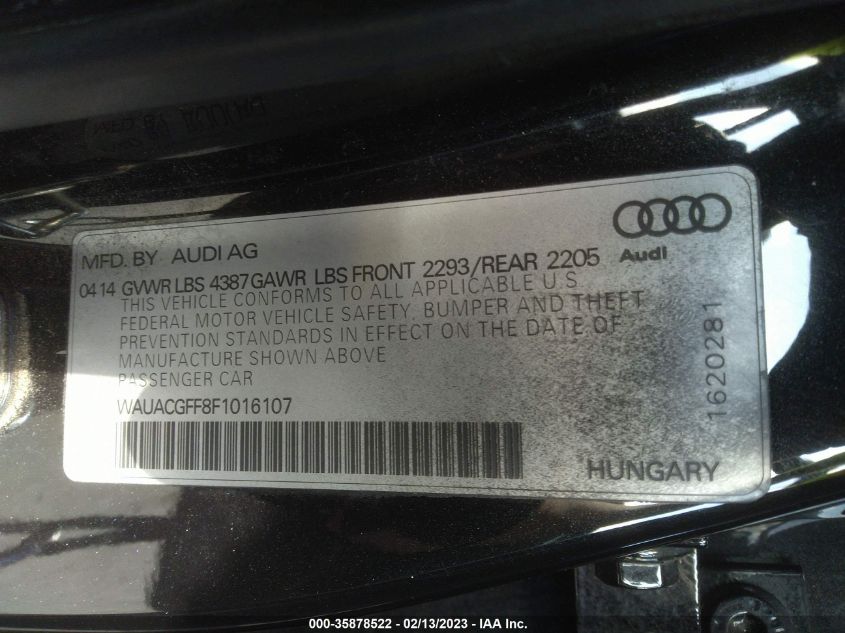 MFD. BY AUDI AG
Audi
04 14 GVWR LBS 4387 GAWR LBS FRONT 2293/REAR 2205
THIS VEHICLE CONFORMS TO ALL APPLICABLE U.S
FEDERAL MOTOR VEHICLE SAFETY, BUMPER AND THEFT
PREVENTION STANDARDS IN EFFECT ON THE DATE OF
MANUFACTURE SHOWN ABOVE
PASSENGER CAR
WAUACGFF8F1016107
1620281
HUNGARY
000-35878522 - 02/13/2023 - IAA Inc.